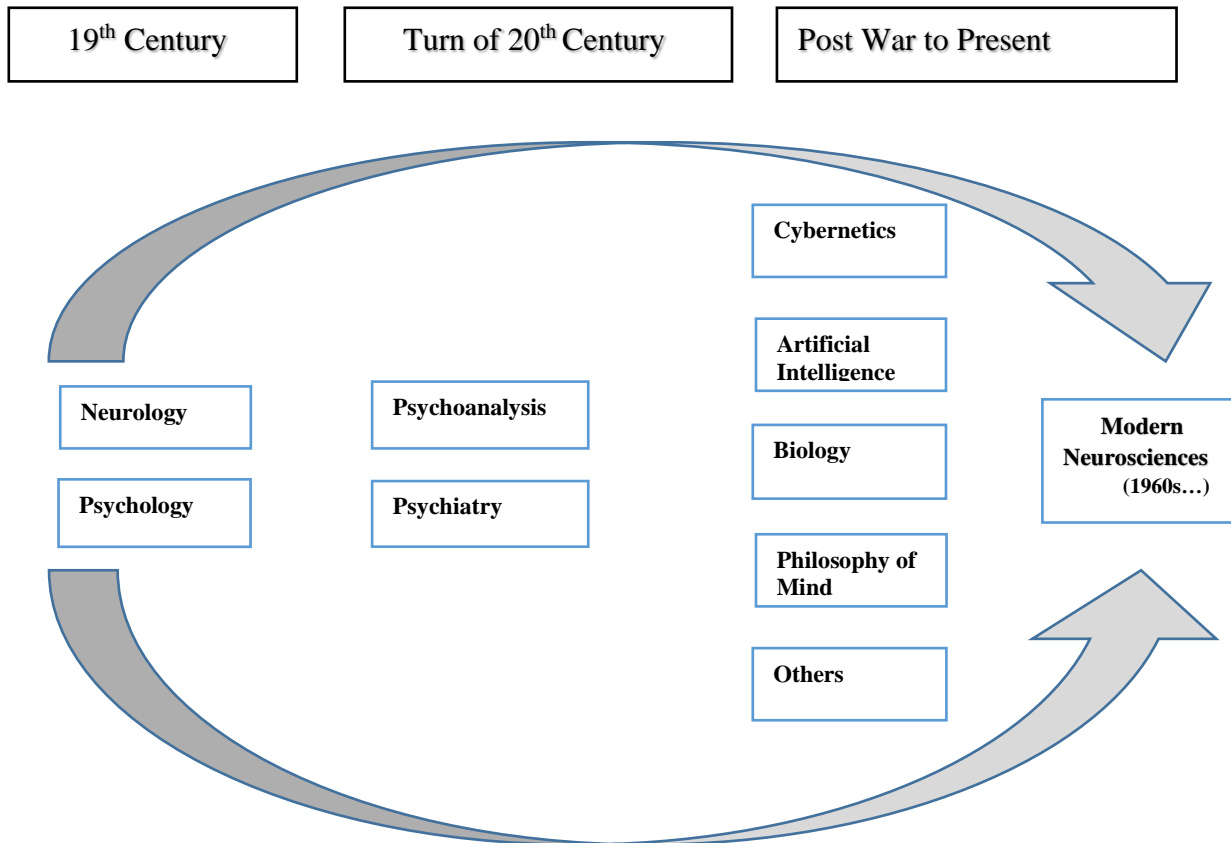 19th Century
Turn of 20th Century
Post War to Present
Cybernetics
Artificial
Intelligence
Neurology
Psychoanalysis
Biology
Modern
Neurosciences
(1960s…)
Psychology
Psychiatry
Philosophy of
Mind
Others